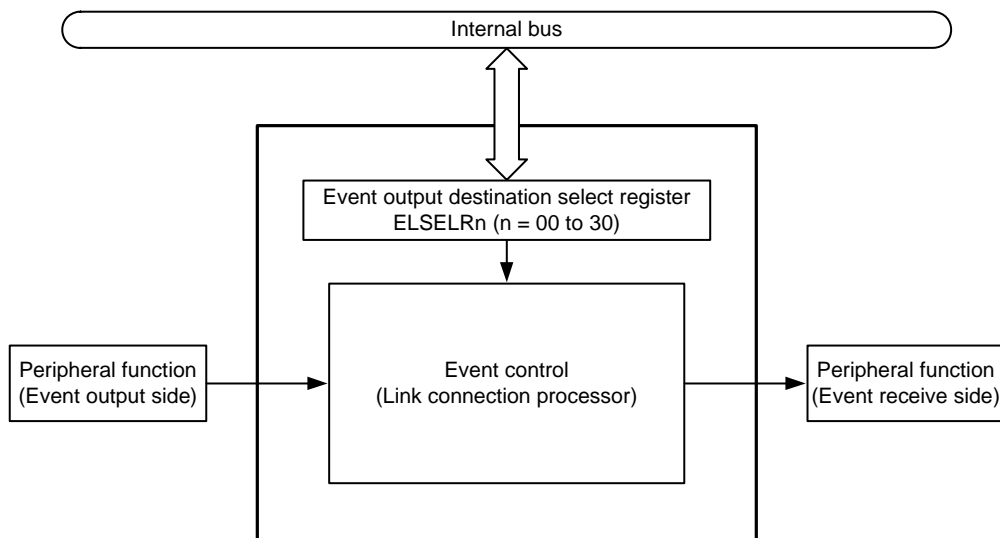 Internal bus
Event output destination select register
ELSELRn (n = 00 to 30)
Peripheral function
(Event output side)
Event control
(Link connection processor)
Peripheral function
(Event receive side)